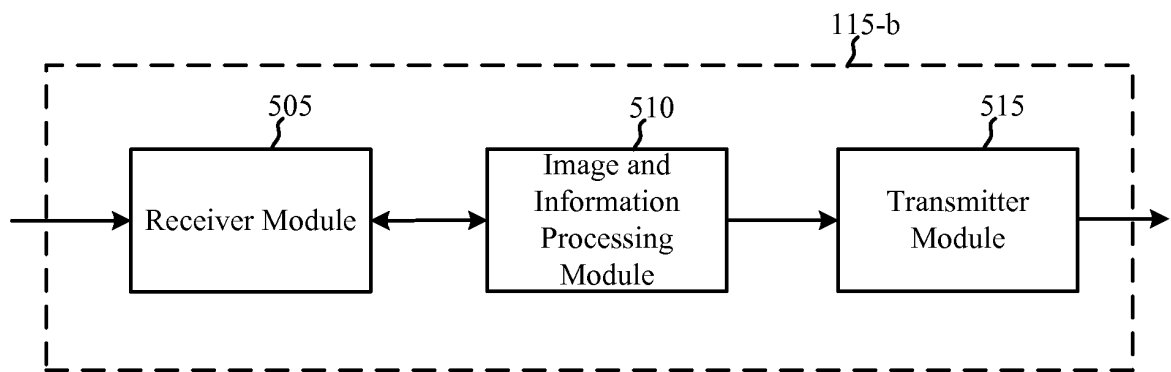 115-b
505
510
515
Receiver Module
Image and
Information
Processing
Module
Transmitter
Module